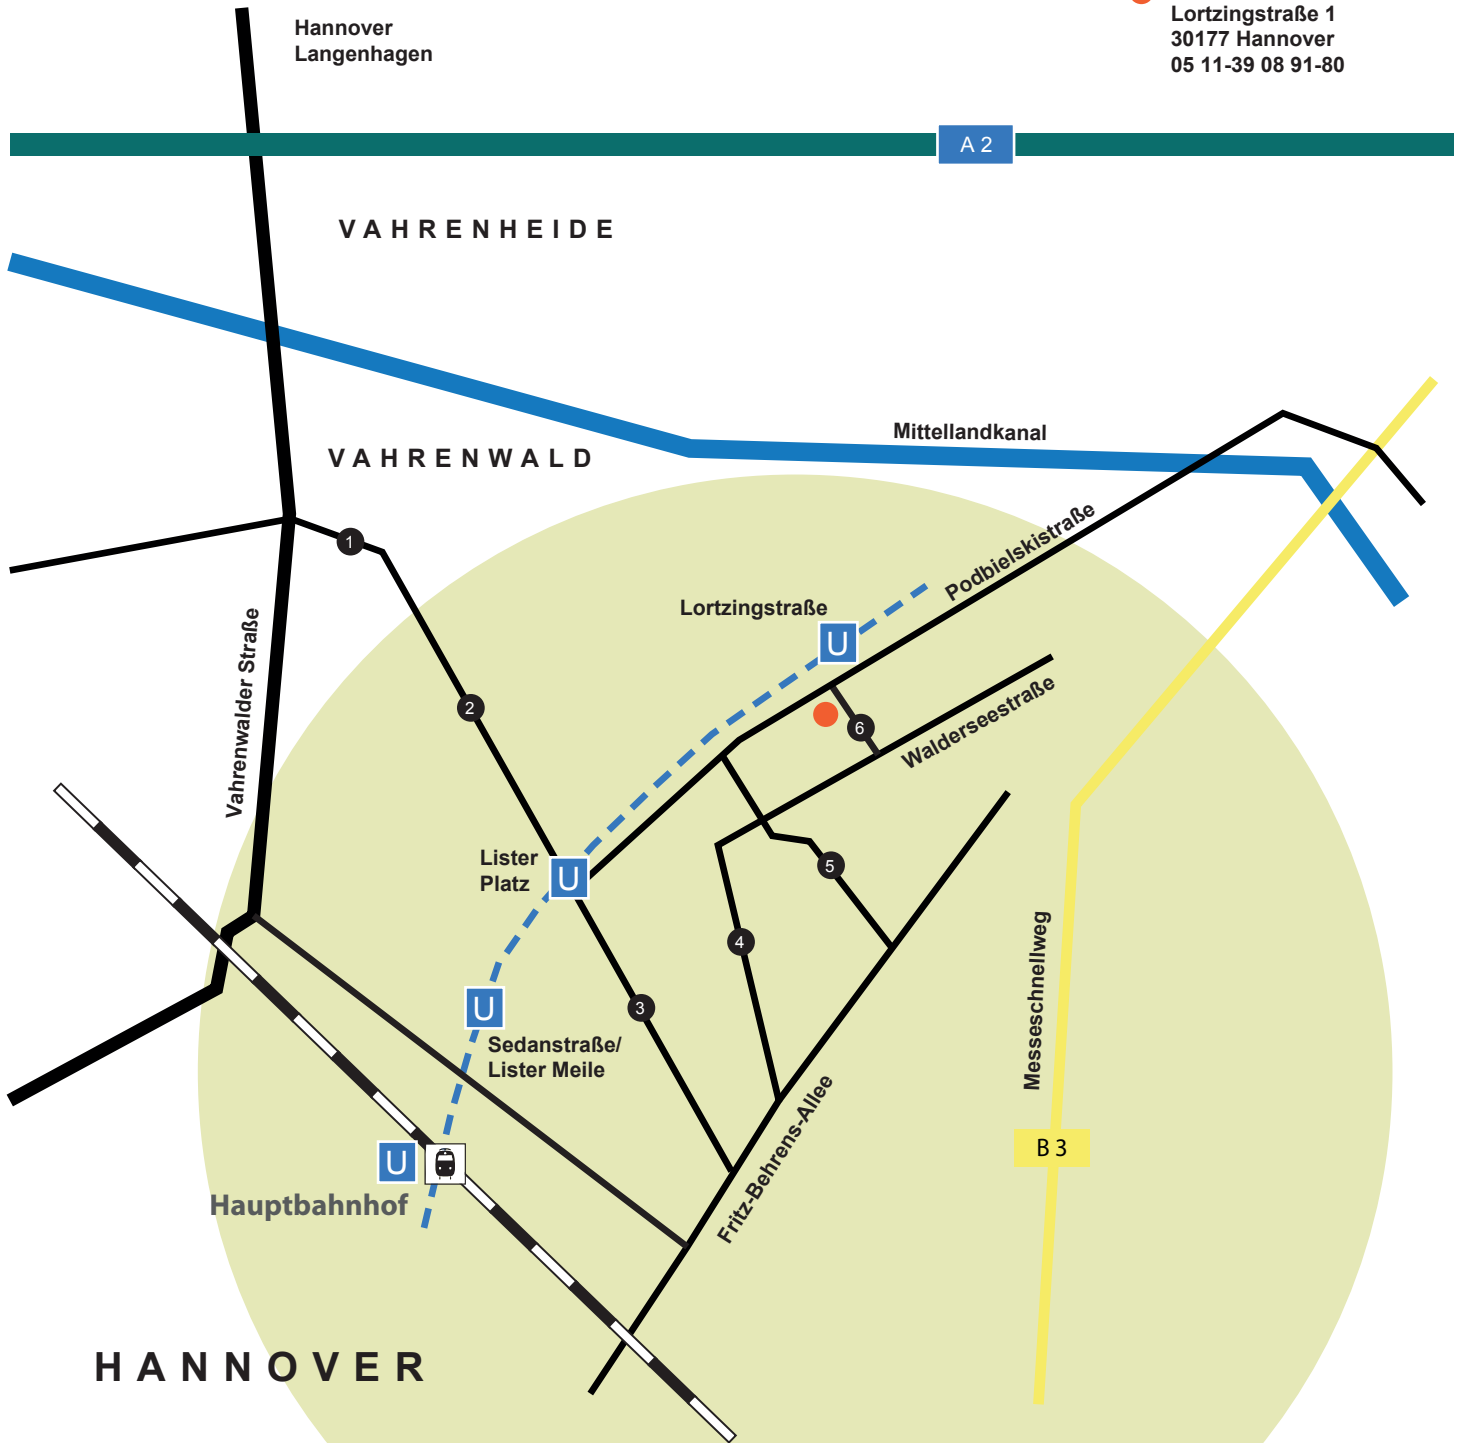 Hannover
Langenhagen
Lortzingstraße 1
30177 Hannover
05 11-39 08 91-80
A 2
VAHRENHEIDE
Mittellandkanal
VAHRENWALD
Podbielskistraße
1
Lortzingstraße
U
Vahrenwalder Straße
2
6
Walderseestraße
Lister
Platz
U
5
4
Messeschnellweg
U
3
Sedanstraße/
Lister Meile
Fritz-Behrens-Allee
B 3
U
Hauptbahnhof
HANNOVER